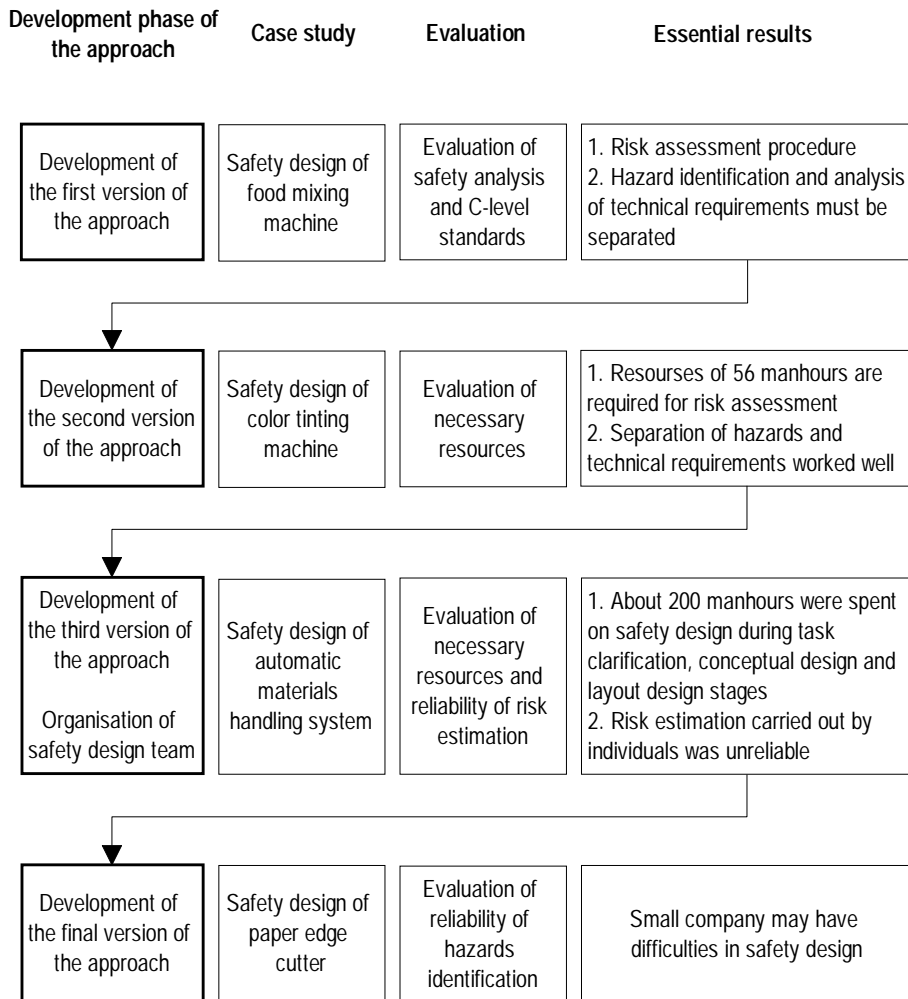 Development phase of
the approach
Case study
Evaluation
Essential results
Development of
the first version of
the approach
Safety design of
food mixing
machine
Evaluation of
safety analysis
and C-level
standards
1. Risk assessment procedure
2. Hazard identification and analysis
of technical requirements must be
separated
Development of
the second version
of the approach
Safety design of
color tinting
machine
Evaluation of
necessary
resources
1. Resourses of 56 manhours are
required for risk assessment
2. Separation of hazards and
technical requirements worked well
Development of
the third version of
the approach
Organisation of
safety design team
Safety design of
automatic
materials
handling system
Evaluation of
necessary
resources and
reliability of risk
estimation
1. About 200 manhours were spent
on safety design during task
clarification, conceptual design and
layout design stages
2. Risk estimation carried out by
individuals was unreliable
Development of
the final version of
the approach
Safety design of
paper edge
cutter
Evaluation of
reliability of
hazards
identification
Small company may have
difficulties in safety design